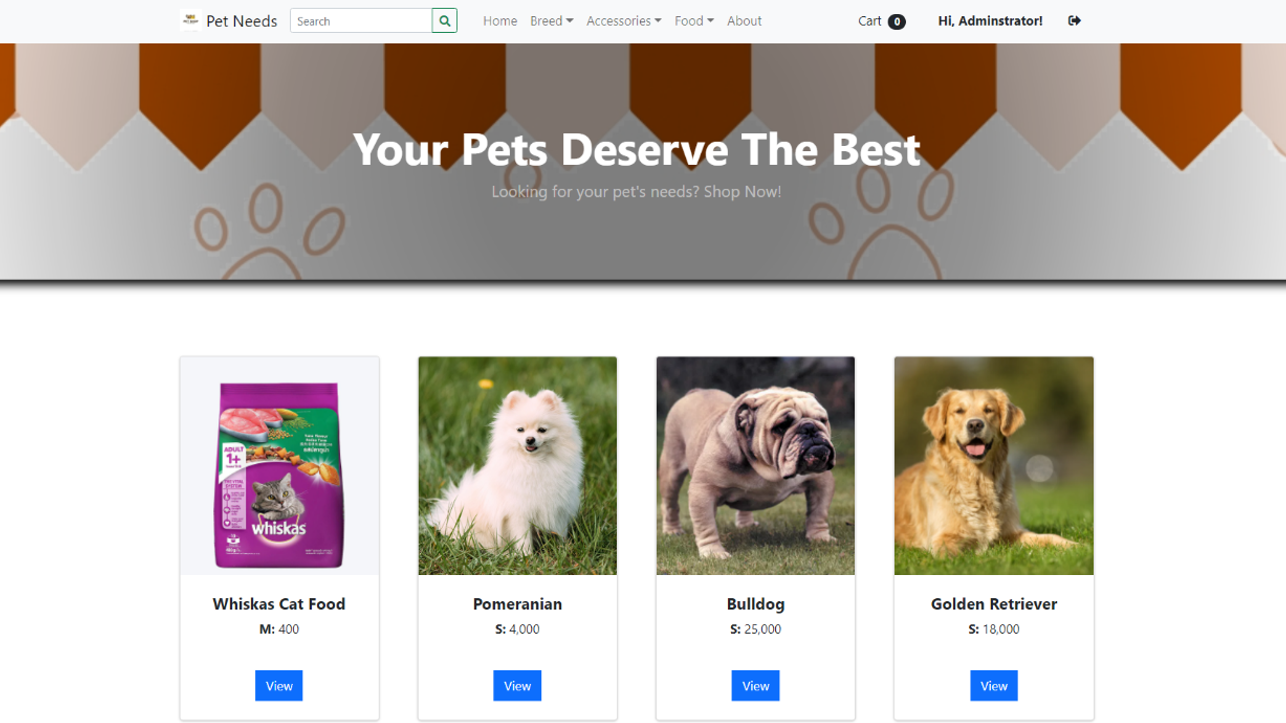 Pet Needs Search Home Breed Accessories Food About Cart 0 Hi, Adminstrator!
Your Pets Deserve The Best
Looking for your pet's needs? Shop Now!
ADULT
1+
whiskas
Whiskas Cat Food
M: 400
View
Pomeranian
S: 4,000
View
Bulldog
S: 25,000
View
Golden Retriever
S: 18,000
View